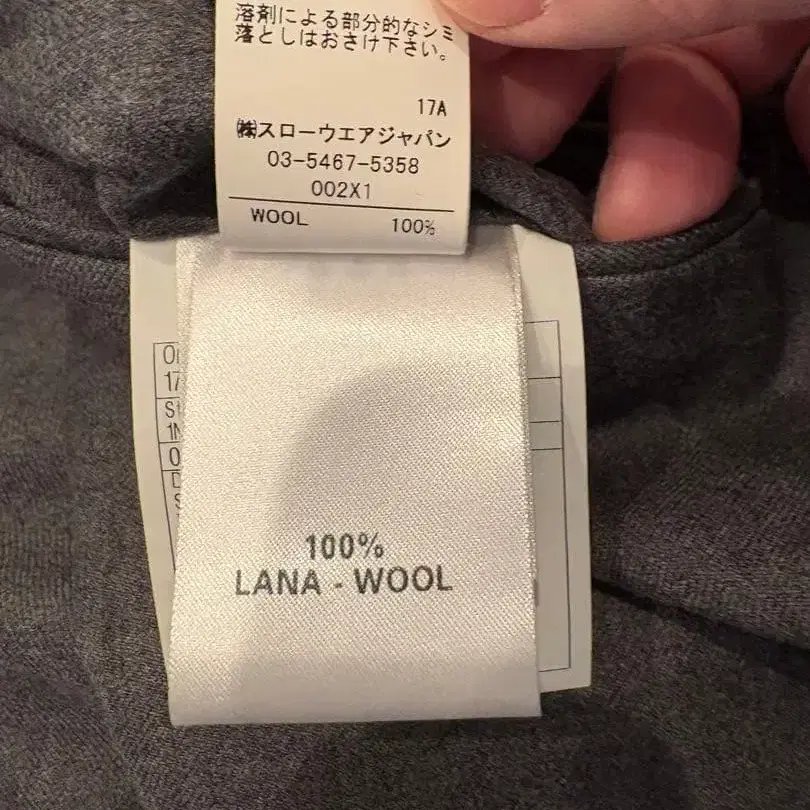 溶剤による部分的なシミ
落としはおさけ下さい。
17A
㈱スローウエアジャパン
03-5467-5358
002X1
WOOL 100%
17
100%
LANA - WOOL